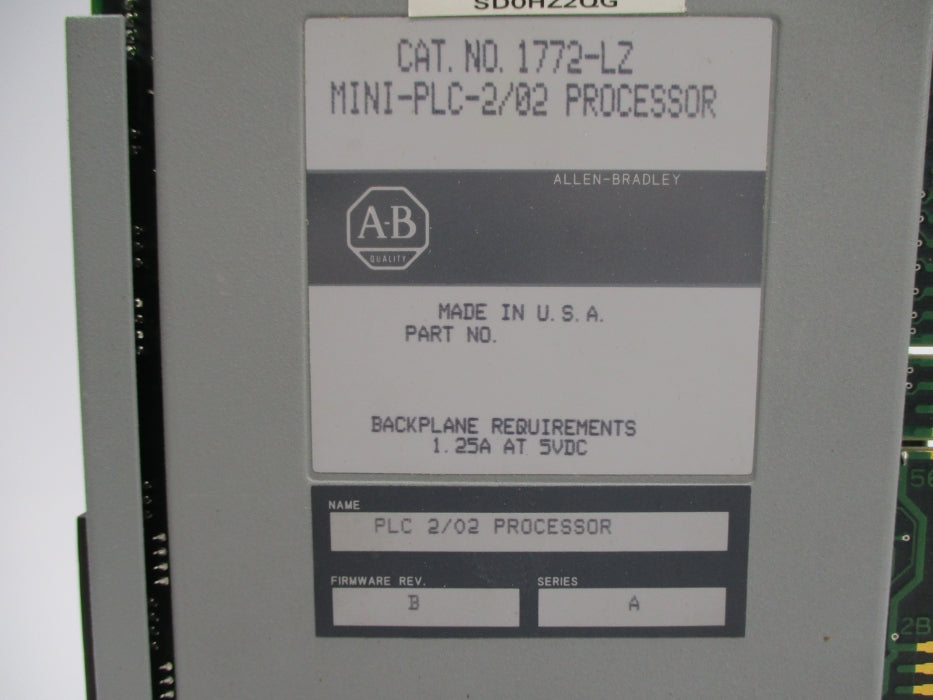 CAT. NO. 1772-LZ
MINI-PLC-2/02 PROCESSOR
ALLEN-BRADLEY
A-B
QUALITY
MADE IN U.S.A.
PART NO.
BACKPLANE REQUIREMENTS
1.25A AT 5VDC
NAME
PLC 2/02 PROCESSOR
FIRMWARE REV. SERIES
B A
2B